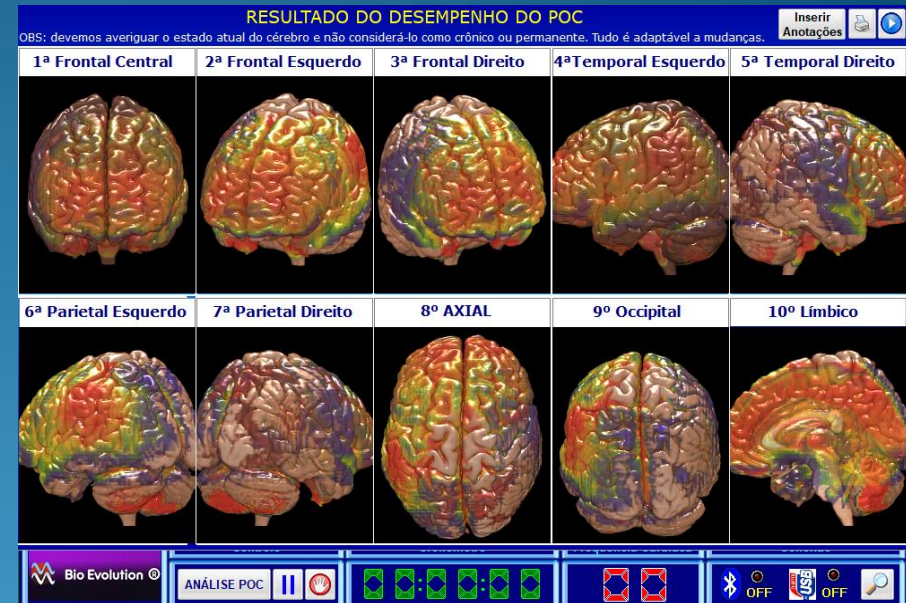 RESULTADO DO DESEMPENHO DO POC
OBS: devemos averiguar o estado atual do cérebro e não considerá-lo como crônico ou permanente. Tudo é adaptável a mudanças.
Inserir
Anotações
1ª Frontal Central
2ª Frontal Esquerdo
3ª Frontal Direito
4ªTemporal Esquerdo
5ª Temporal Direito
6ª Parietal Esquerdo
7ª Parietal Direito
8º AXIAL
9º Occipital
10º Límbico
Bio Evolution ®
ANÁLISE POC
OFF
USB
OFF